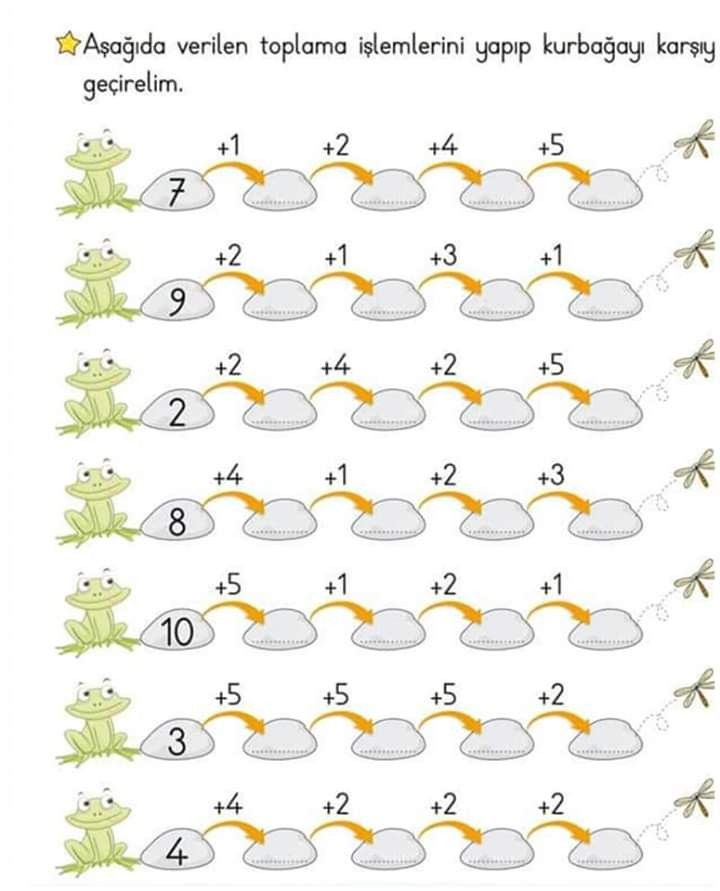 Aşağıda verilen toplama işlemlerini yapıp kurbağayı karşıy
geçirelim.
+1 +2 +4 +5
7
+2 +1 +3 +1
9
+2 +4 +2 +5
2
+4 +1 +2 +3
8
+5 +1 +2 +1
10
+5 +5 +5 +2
3
+4 +2 +2 +2
4